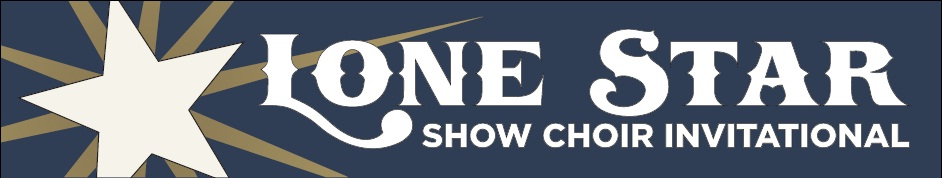 LONE STAR
SHOW CHOIR INVITATIONAL